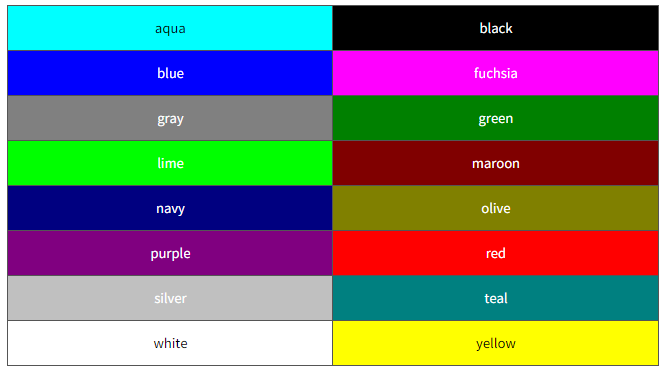 aqua black
blue fuchsia
gray green
lime maroon
navy olive
purple red
silver teal
white yellow